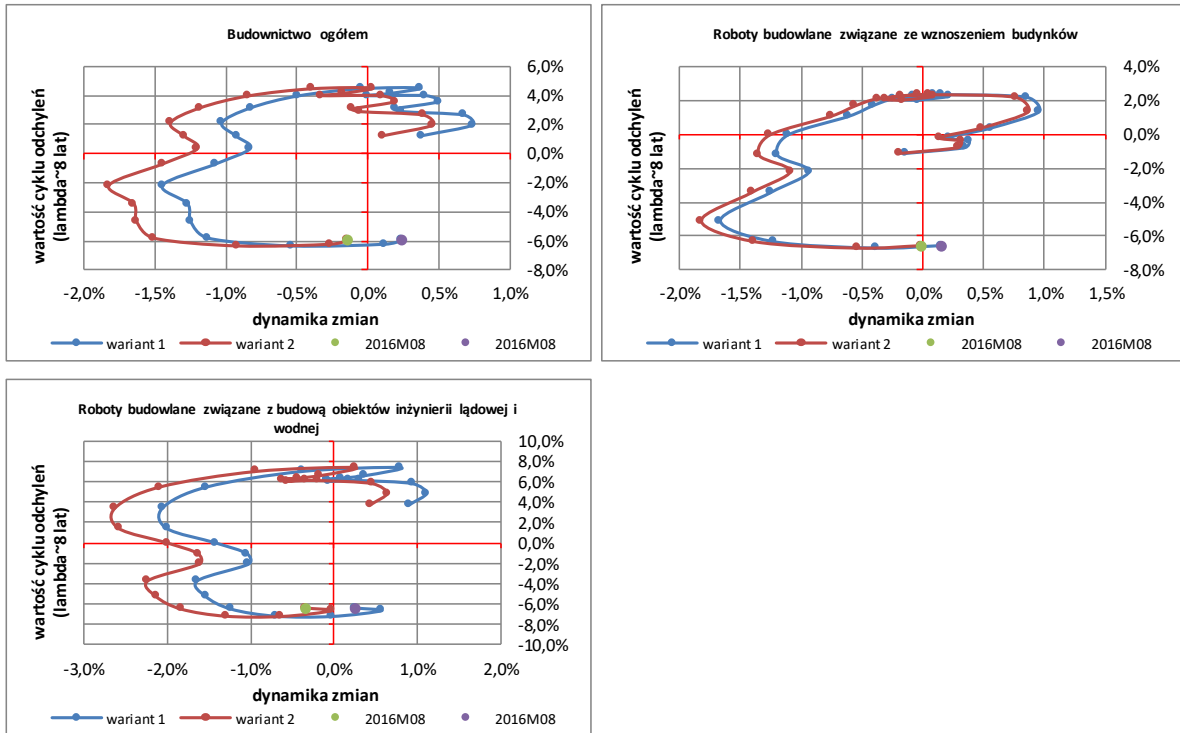 Budownictwo ogółem
wartość cyklu odchyleń
(lambda~8 lat)
6,0%
4,0%
2,0%
0,0%
-2,0%
-4,0%
-6,0%
-8,0%
-2,0% -1,5% -1,0% -0,5% 0,0% 0,5% 1,0%
dynamika zmian
wariant 1 wariant 2 2016M08 2016M08
Roboty budowlane związane ze wznoszeniem budynków
wartość cyklu odchyleń
(lambda~8 lat)
4,0%
2,0%
0,0%
-2,0%
-4,0%
-6,0%
-8,0%
-2,0% -1,5% -1,0% -0,5% 0,0% 0,5% 1,0% 1,5%
dynamika zmian
wariant 1 wariant 2 2016M08 2016M08
Roboty budowlane związane z budową obiektów inżynierii lądowej i
wodnej
wartość cyklu odchyleń
(lambda~8 lat)
10,0%
8,0%
6,0%
4,0%
2,0%
0,0%
-2,0%
-4,0%
-6,0%
-8,0%
-10,0%
-3,0% -2,0% -1,0% 0,0% 1,0% 2,0%
dynamika zmian
wariant 1 wariant 2 2016M08 2016M08